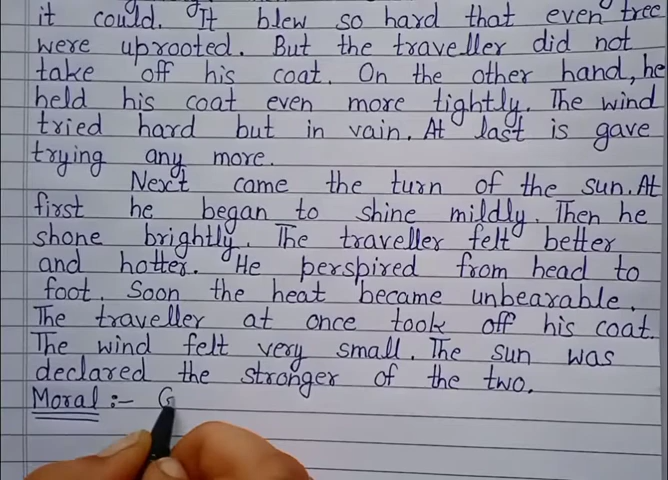 it could. It blew so hard that even tree
were uprooted. But the traveller did not
take off his coat. On the other hand, he
held his coat even more tightly. The wind
tried hard but in vain. At last is gave
trying any more.
Next came the turn of the sun. At
first he began to shine mildly. Then he
shone brightly. The traveller felt better
and hotter. He perspired from head to
foot. Soon the heat became unbearable.
The traveller at once took off his coat.
The wind felt very small. The sun was
declared the stronger of the two.
Moral :- G